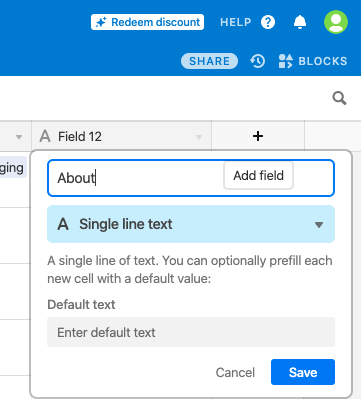 Redeem discount HELP ?
SHARE BLOCKS
A Field 12 +
ging
About Add field
A Single line text
A single line of text. You can optionally prefill each
new cell with a default value:
Default text
Enter default text
Cancel Save